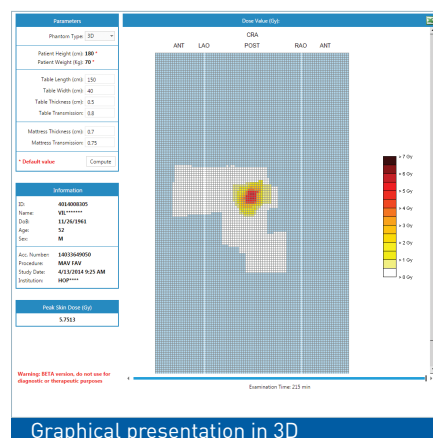 Parameters
Phantom Type: 3D
Patient Height (cm): 180 *
Patient Weight (Kg): 70 *
Table Length (cm): 150
Table Width (cm): 40
Table Thickness (cm): 0.5
Table Transmission: 0.8
Mattress Thickness (cm): 0.7
Mattress Transmission: 0.75
* Default value Compute
Information
ID: 4014008305
Name: VIL*******
DoB 11/26/1961
Age: 52
Sex: M
Acc. Number: 14033649050
Procedure: MAV FAV
Study Date: 4/13/2014 9:25 AM
Institution: HOP****
Peak Skin Dose (Gy)
5.7513
Warning: BETA version, do not use for
diagnostic or therapeutic purposes
Dose Value (Gy):
CRA
ANT LAO POST RAO ANT
> 7 Gy
> 6 Gy
> 5 Gy
> 4 Gy
> 3 Gy
> 2 Gy
> 1 Gy
> 0 Gy
Examination Time: 215 min
Graphical presentation in 3D